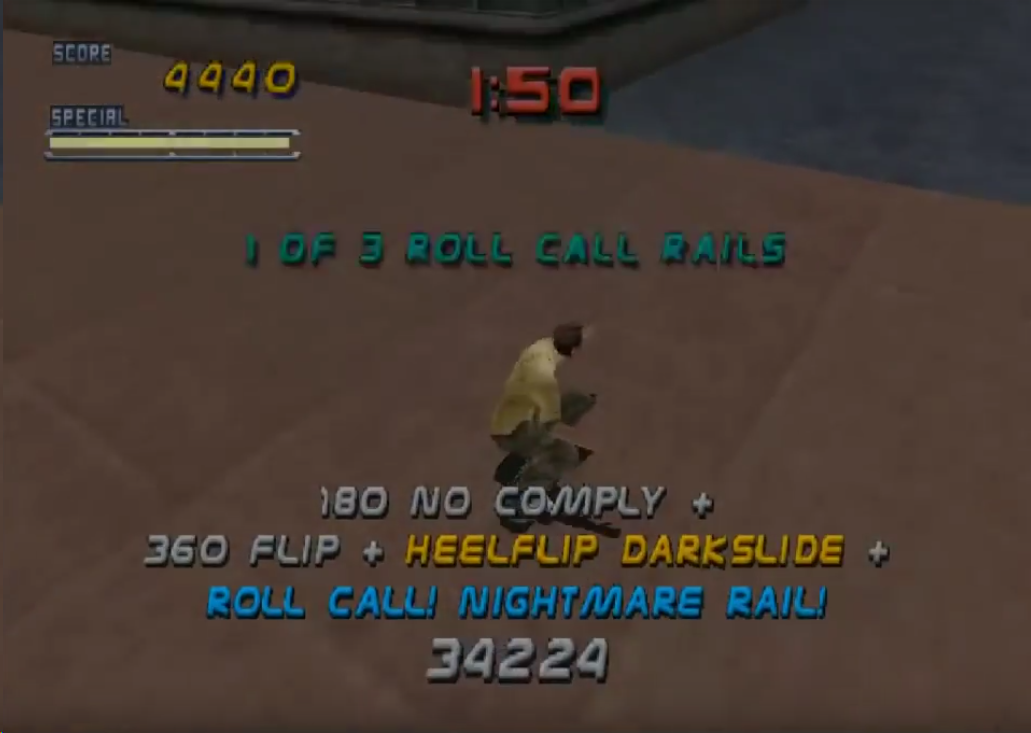 SCORE
4440
1:50
SPECIAL
1 OF 3 ROLL CALL RAILS
180 NO COMPLY +
360 FLIP + HEELFLIP DARKSLIDE +
ROLL CALL! NIGHTMARE RAIL!
34224